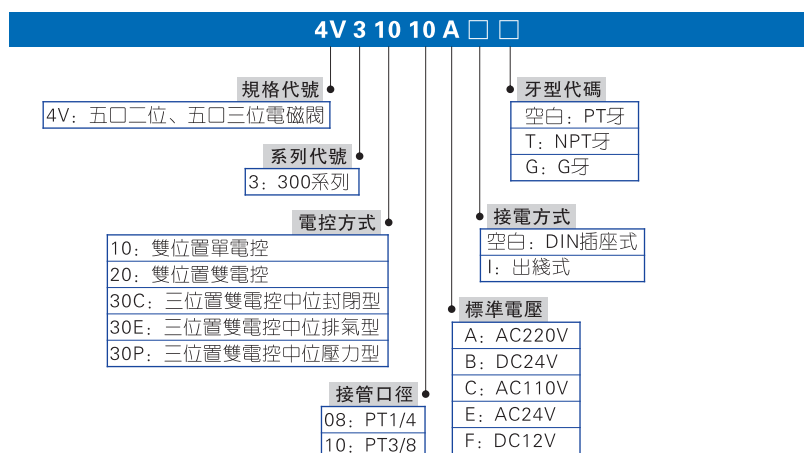 4V 3 10 10 A □ □
規格代號
4V: 五口二位、五口三位電磁閥
系列代號
3: 300系列
電控方式
10: 雙位置單電控
20: 雙位置雙電控
30C: 三位置雙電控中位封閉型
30E: 三位置雙電控中位排氣型
30P: 三位置雙電控中位壓力型
接管口徑
08: PT1/4
10: PT3/8
標準電壓
A: AC220V
B: DC24V
C: AC110V
E: AC24V
F: DC12V
接電方式
空白: DIN插座式
I: 出綫式
牙型代碼
空白: PT牙
T: NPT牙
G: G牙